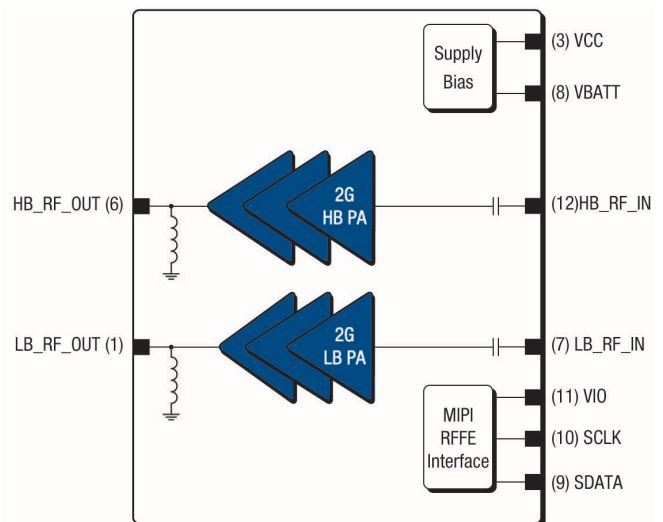 Supply
Bias
(3) VCC
(8) VBATT
HB_RF_OUT (6)
2G
HB PA
(12)HB_RF_IN
LB_RF_OUT (1)
2G
LB PA
(7) LB_RF_IN
MIPI
RFFE
Interface
(11) VIO
(10) SCLK
(9) SDATA